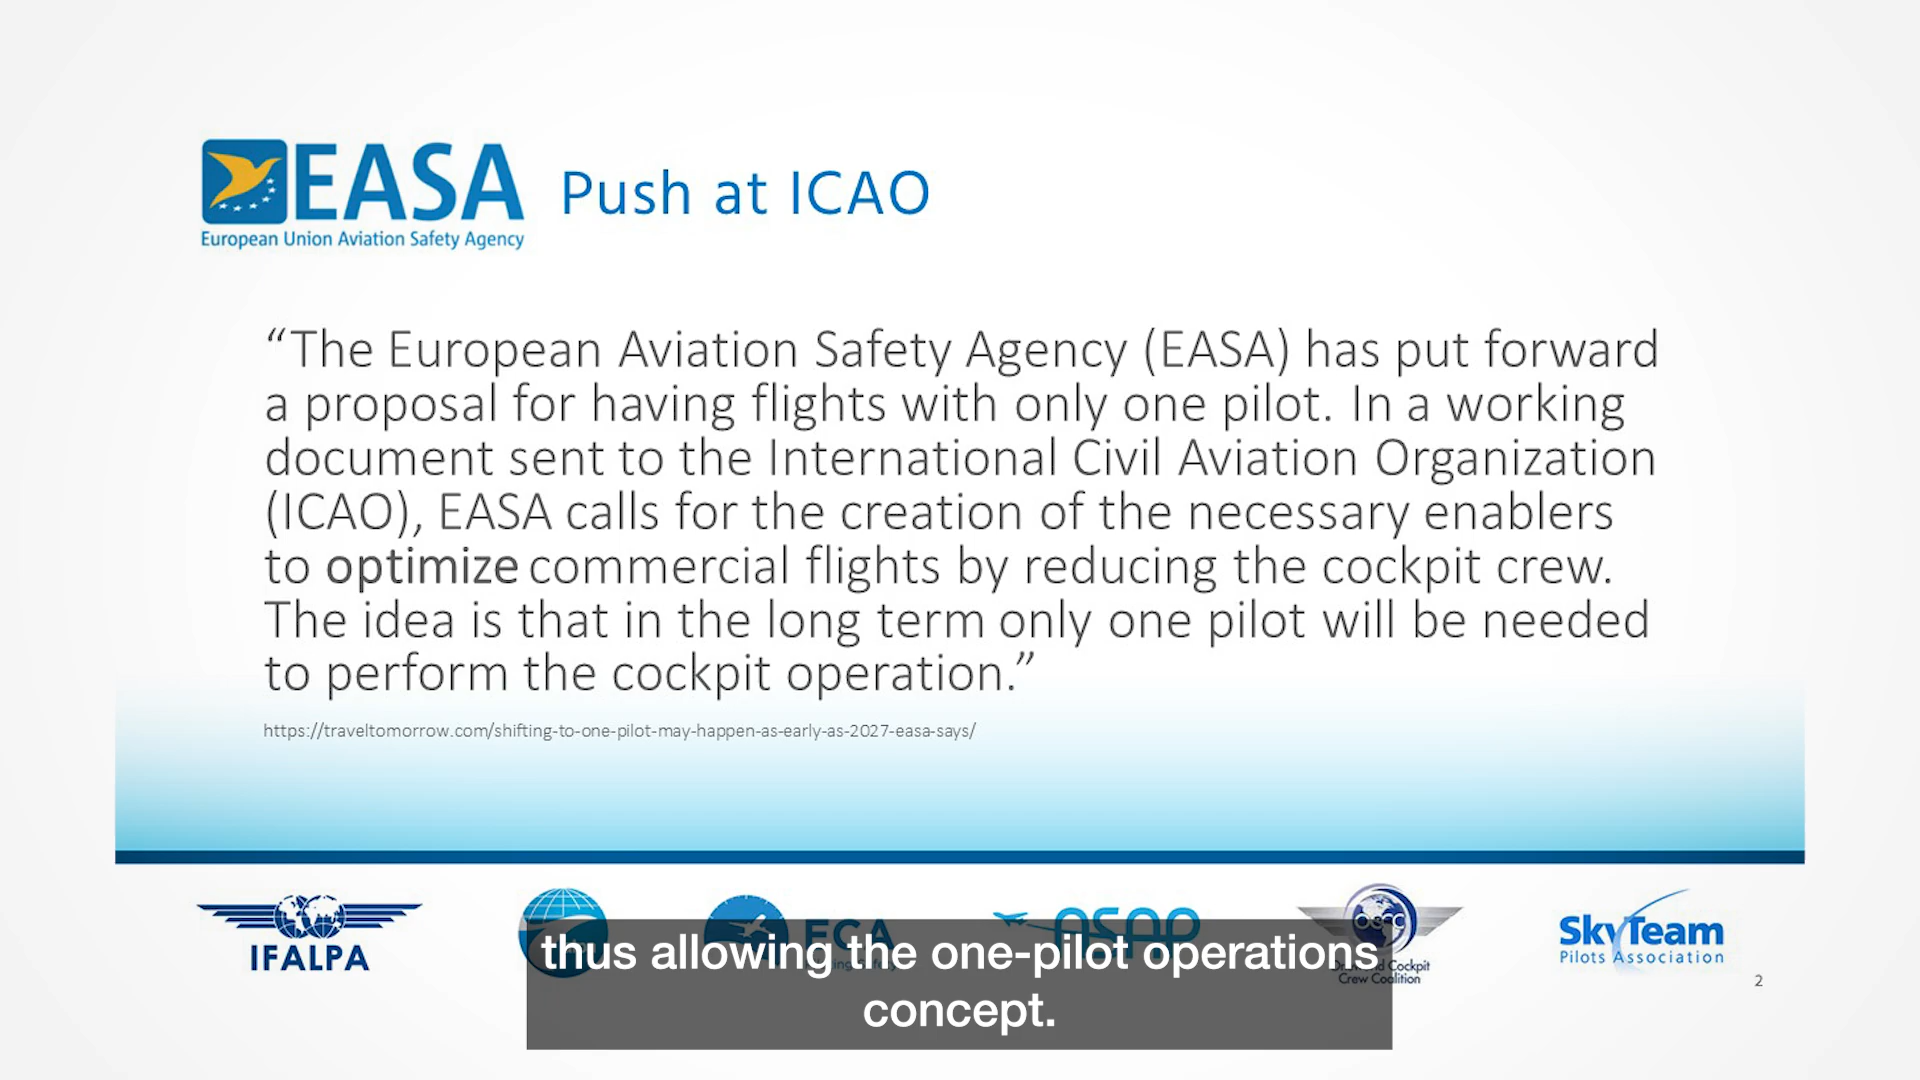 EASA
European Union Aviation Safety Agency
Push at ICAO
“The European Aviation Safety Agency (EASA) has put forward
a proposal for having flights with only one pilot. In a working
document sent to the International Civil Aviation Organization
(ICAO), EASA calls for the creation of the necessary enablers
to optimize commercial flights by reducing the cockpit crew.
The idea is that in the long term only one pilot will be needed
to perform the cockpit operation.”
https://traveltomorrow.com/shifting-to-one-pilot-may-happen-as-early-as-2027-easa-says/
IFALPA
ECA
ASAP
Cockpit
Crew Coalition
SkyTeam
Pilots Association
2
thus allowing the one-pilot operations
concept.